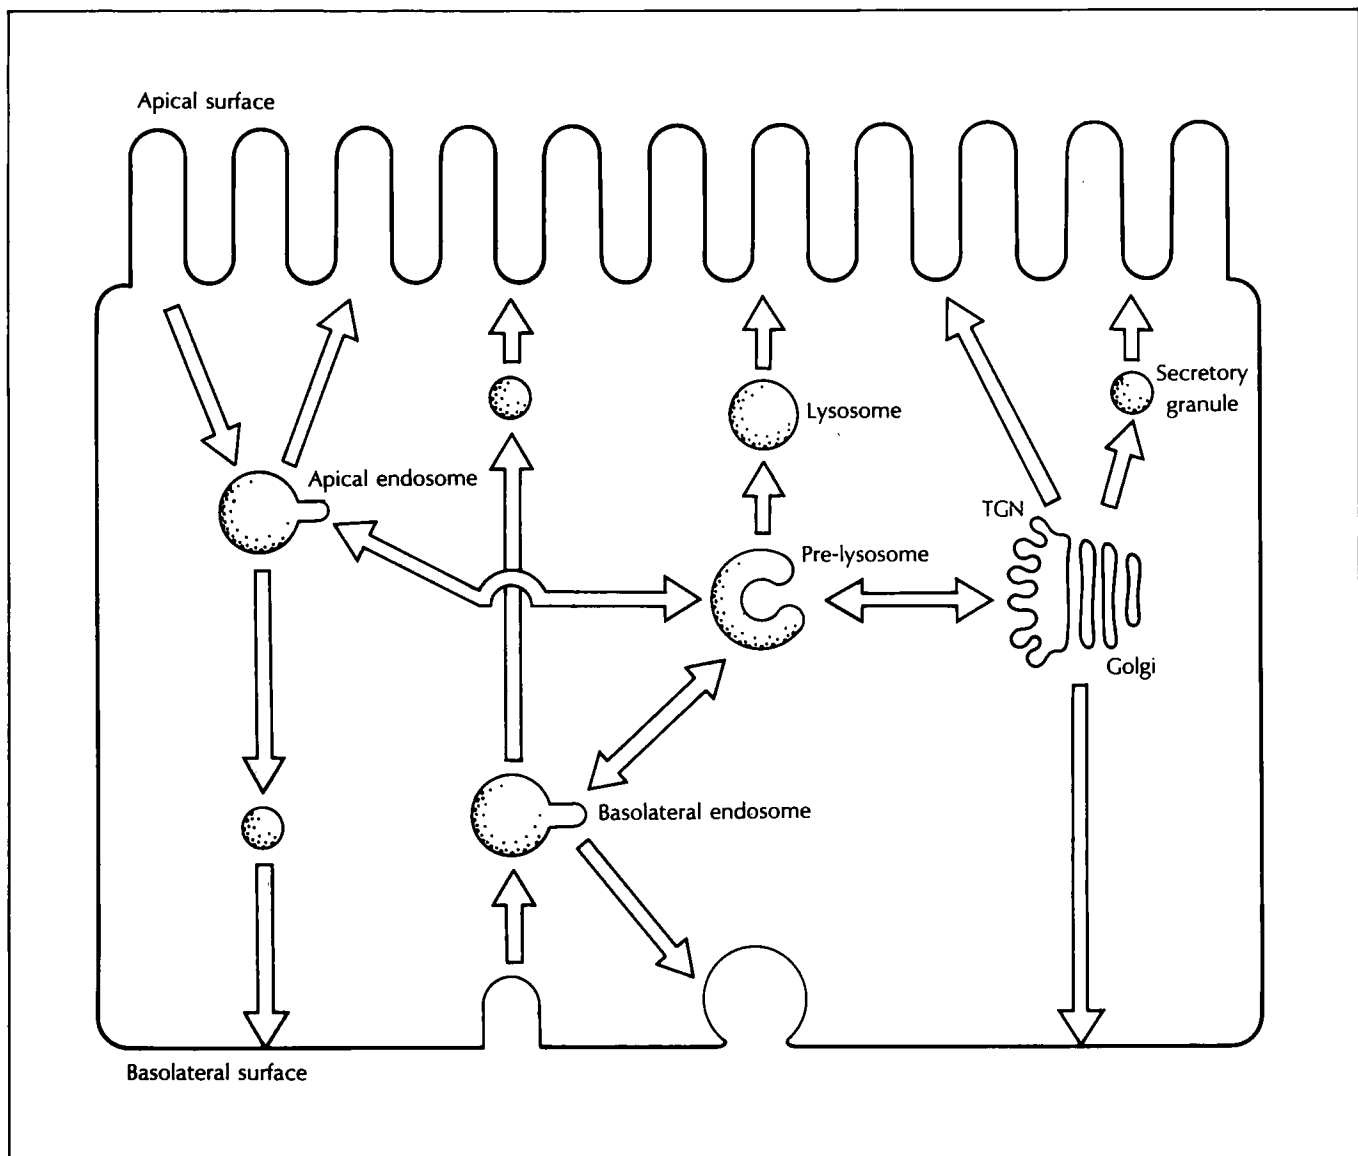 Apical surface
Secretory
granule
Lysosome
Apical endosome
TGN
Pre-lysosome
Golgi
Basolateral endosome
Basolateral surface